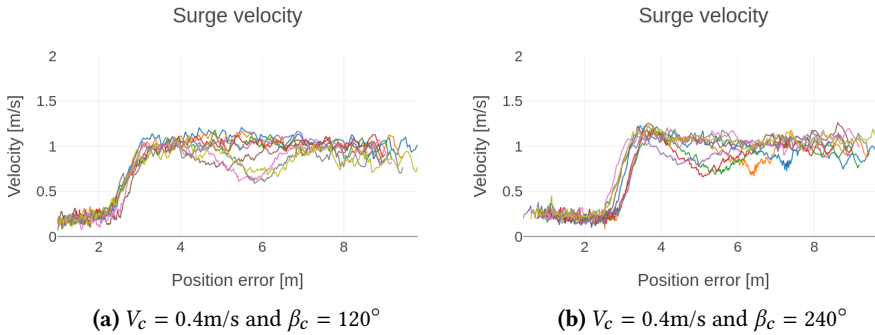 Surge velocity
2
1.5
1
0.5
0
Velocity [m/s]
2 4 6 8
Position error [m]
(a) V_c = 0.4m/s and β_c = 120°
Surge velocity
2
1.5
1
0.5
0
Velocity [m/s]
2 4 6 8
Position error [m]
(b) V_c = 0.4m/s and β_c = 240°